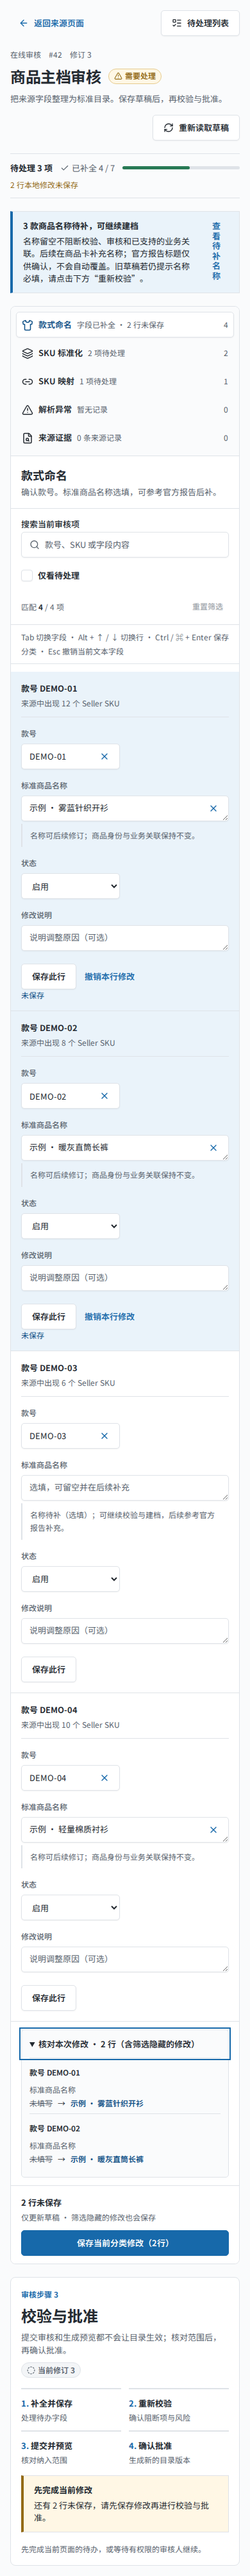 返回来源页面
待处理列表
在线审核 #42 修订 3
商品主档审核 需要处理
把来源字段整理为标准目录。保存草稿后，再校验与批准。
重新读取草稿
待处理 3 项 已补全 4 / 7
2 行本地修改未保存
3 款商品名称待补，可继续建档
名称留空不阻断校验、审核和已支持的业务关联。后续在商品卡补充名称；官方报告标题仅供确认，不会自动覆盖。旧草稿若仍提示名称必填，请点击下方“重新校验”。
查看待补名称
款式命名 字段已补全 · 2 行未保存 4
SKU 标准化 2 项待处理 2
SKU 映射 1 项待处理 1
解析异常 暂无记录 0
来源证据 0 条来源记录 0
款式命名
确认款号。标准商品名称选填，可参考官方报告后补。
搜索当前审核项
款号、SKU 或字段内容
仅看待处理
匹配 4 / 4 项
重置筛选
Tab 切换字段 · Alt + ↑ / ↓ 切换行 · Ctrl / ⌘ + Enter 保存
分类 · Esc 撤销当前文本字段
款号 DEMO-01
来源中出现 12 个 Seller SKU
款号
DEMO-01
标准商品名称
示例 · 雾蓝针织开衫
名称可后续修订；商品身份与业务关联保持不变。
状态
启用
修改说明
说明调整原因（可选）
保存此行 撤销本行修改
未保存
款号 DEMO-02
来源中出现 8 个 Seller SKU
款号
DEMO-02
标准商品名称
示例 · 暖灰直筒长裤
名称可后续修订；商品身份与业务关联保持不变。
状态
启用
修改说明
说明调整原因（可选）
保存此行 撤销本行修改
未保存
款号 DEMO-03
来源中出现 6 个 Seller SKU
款号
DEMO-03
标准商品名称
选填，可留空并在后续补充
名称待补（选填）；可继续校验与建档，后续参考官方
报告补充。
状态
启用
修改说明
说明调整原因（可选）
保存此行
款号 DEMO-04
来源中出现 10 个 Seller SKU
款号
DEMO-04
标准商品名称
示例 · 轻量棉质衬衫
名称可后续修订；商品身份与业务关联保持不变。
状态
启用
修改说明
说明调整原因（可选）
保存此行
▼ 核对本次修改 · 2 行（含筛选隐藏的修改）
款号 DEMO-01
标准商品名称
未填写 → 示例 · 雾蓝针织开衫
款号 DEMO-02
标准商品名称
未填写 → 示例 · 暖灰直筒长裤
2 行未保存
仅更新草稿 · 筛选隐藏的修改也会保存
保存当前分类修改（2行）
审核步骤 3
校验与批准
提交审核和生成预览都不会让目录生效；核对范围后，
再确认批准。
当前修订 3
1. 补全并保存
处理待办字段
2. 重新校验
确认阻断项与风险
3. 提交并预览
核对纳入范围
4. 确认批准
生成新的目录版本
先完成当前修改
还有 2 行未保存，请先保存修改再进行校验与批准。
先完成当前页面的待办，或等待有权限的审核人继续。